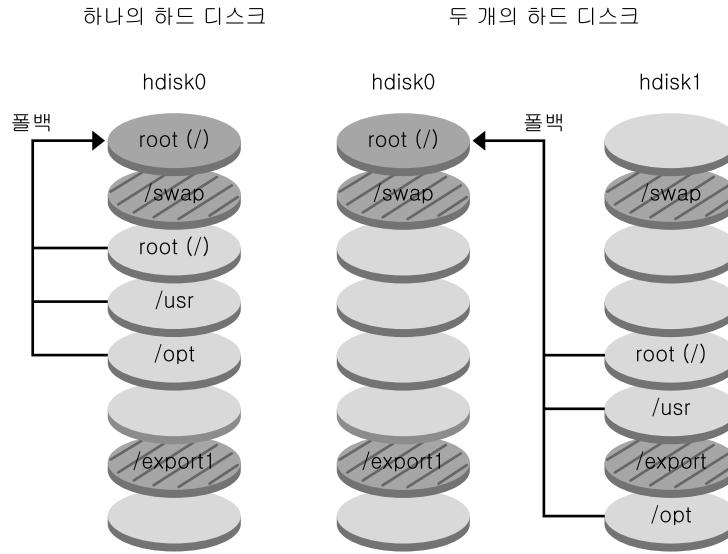 하나의 하드 디스크
hdisk0
폴백
root (/)
/swap
root (/)
/usr
/opt
/export1
두 개의 하드 디스크
hdisk0
root (/)
/swap
/export1
폴백
hdisk1
/swap
root (/)
/usr
/export
/opt